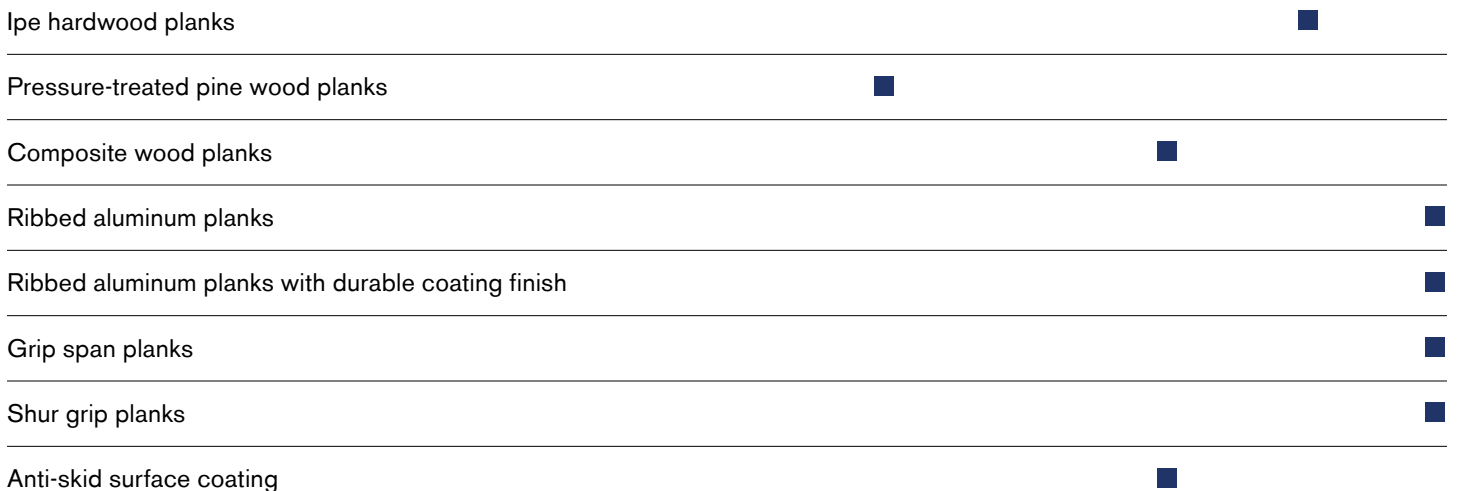 Ipe hardwood planks
Pressure-treated pine wood planks
Composite wood planks
Ribbed aluminum planks
Ribbed aluminum planks with durable coating finish
Grip span planks
Shur grip planks
Anti-skid surface coating